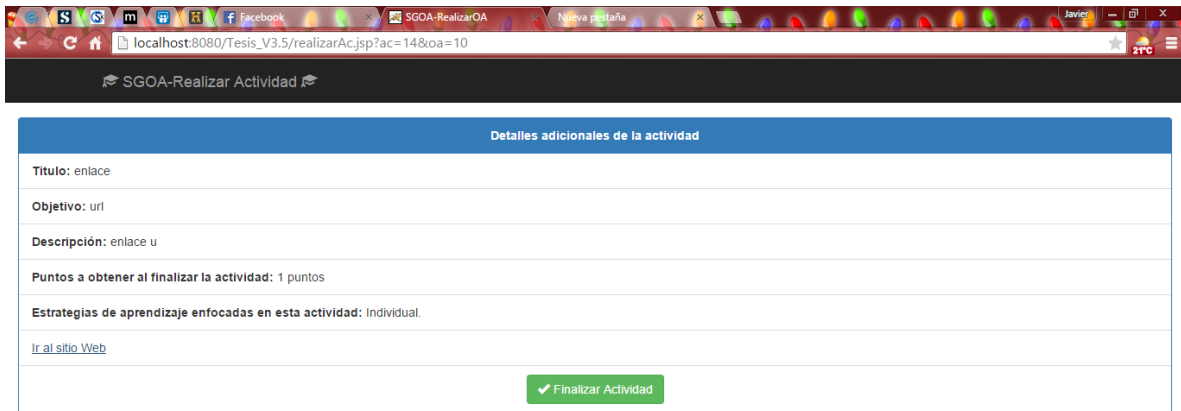 S
m
H
f Facebook
SGOA-RealizarOA
Nueva pestaña
Javier
localhost:8080/Tesis_V3.5/realizarAc.jsp?ac=14&oa=10
21°C
SGOA-Realizar Actividad
Detalles adicionales de la actividad
Titulo: enlace
Objetivo: url
Descripción: enlace u
Puntos a obtener al finalizar la actividad: 1 puntos
Estrategias de aprendizaje enfocadas en esta actividad: Individual.
Ir al sitio Web
Finalizar Actividad